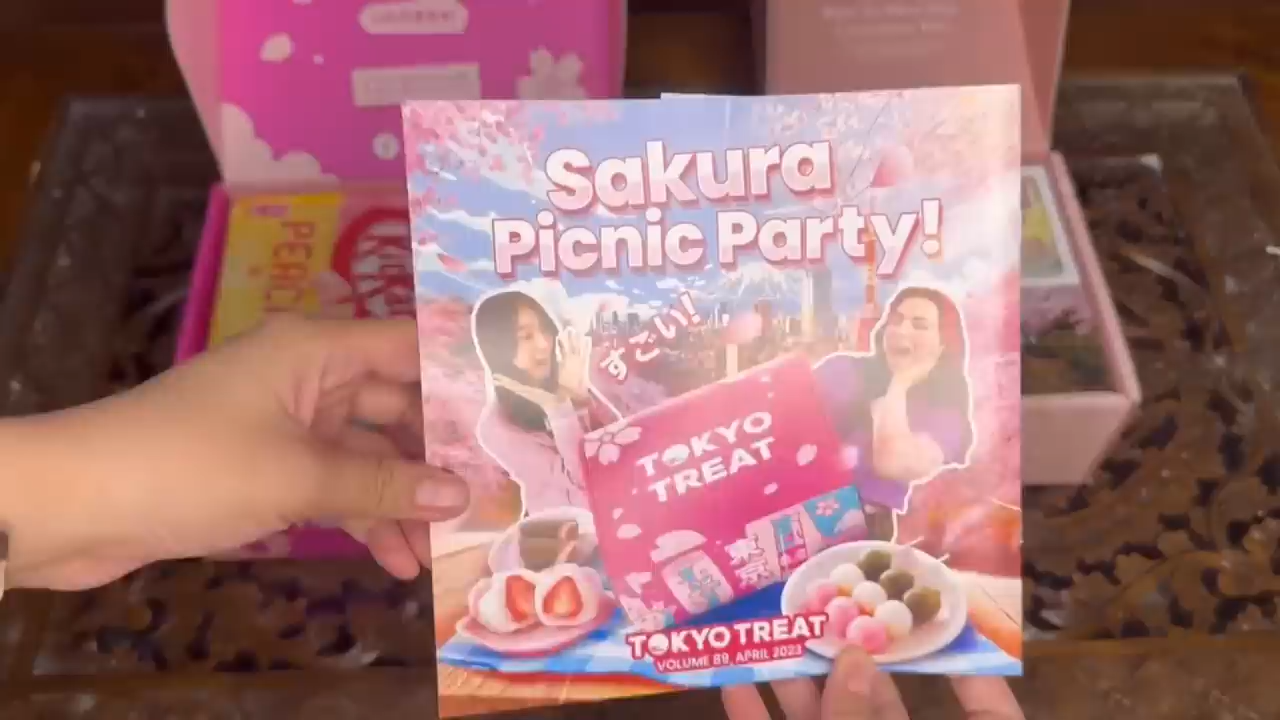 Sakura
Picnic Party!
すごい!
TOKYO
TREAT
東京
TOKYO TREAT
VOLUME 89, APRIL 2023
PEACH